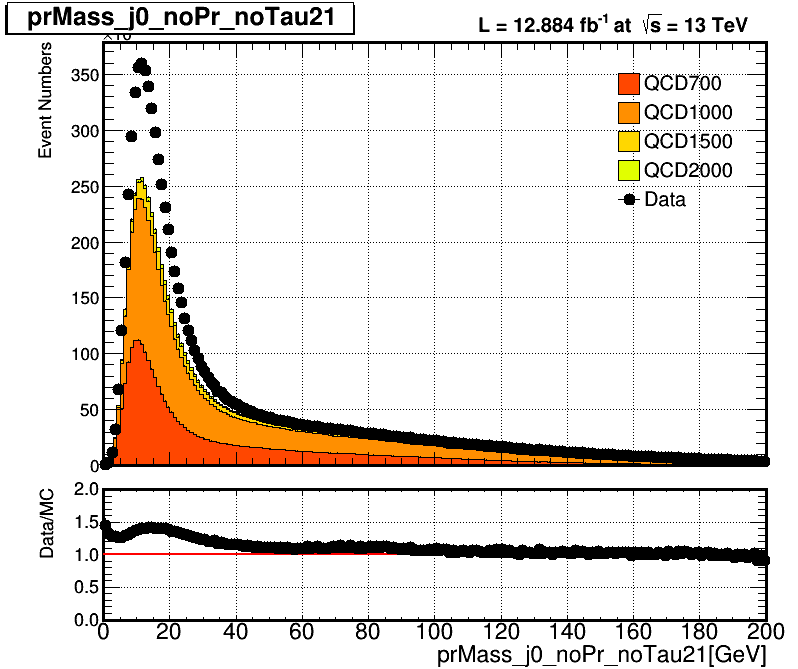 prMass_j0_noPr_noTau21
L = 12.884 fb-1 at √s = 13 TeV
Event Numbers
350
300
250
200
150
100
50
0
QCD700
QCD1000
QCD1500
QCD2000
Data
Data/MC
2.0
1.5
1.0
0.5
0.0
0 20 40 60 80 100 120 140 160 180 200
prMass_j0_noPr_noTau21[GeV]